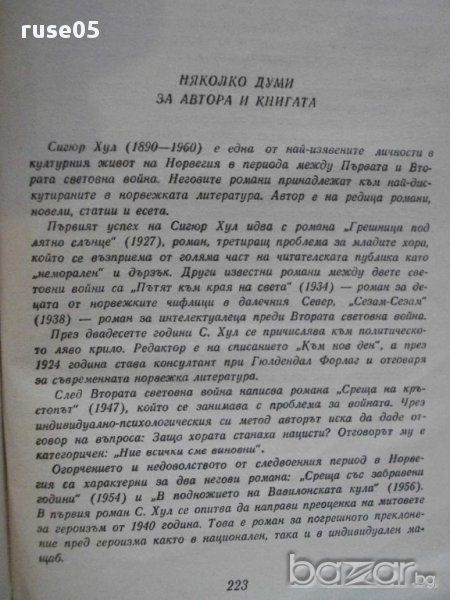 ruse05
НЯКОЛКО ДУМИ
ЗА АВТОРА И КНИГАТА
Сигюр Хул (1890—1960) е една от най-изявените личности в
културния живот на Норвегия в периода между Първата и Вто-
рата световна война. Неговите романи принадлежат към най-дис-
кутираните в норвежката литература. Автор е на редица романи,
новели, статии и есета.
Първият успех на Сигюр Хул идва с романа „Грешници под
лятно слънце" (1927), роман, третиращ проблема за младите хора,
който се възприема от голяма част на читателската публика като
„неморален" и дързък. Други известни романи между двете све-
товни войни са „Пътят към края на света" (1934) — роман за де-
цата от норвежките чифлици в далечния Север, „Сезам-Сезам"
(1938) — роман за интелектуалеца преди Втората световна война.
През двадесетте години С. Хул се причислява към политическо-
то ляво крило. Редактор е на списанието „Към нов ден", а през
1924 година става консултант при Гюлдендал Форлаг и отговаря
за съвременната норвежка литература.
След Втората световна война написва романа „Среща на кръ-
стопът" (1947), който се занимава с проблема за войната. Чрез
индивидуално-психологическия си метод авторът иска да даде от-
говор на въпроса: Защо хората станаха нацисти? Отговорът му е
категоричен: „Ние всички сме виновни".
Огорчението и недоволството от следвоенния период в Норве-
гия са характерни за два негови романа: „Среща със забравени
години" (1954) и „В подножието на Вавилонската кула" (1956).
В първия роман С. Хул се опитва да направи преоценка на митовете
за героизъм от 1940 година. Това е роман за погрешното преклоне-
ние пред героизма както в национален, така и в индивидуален ма-
щаб.
223
bazar.bg